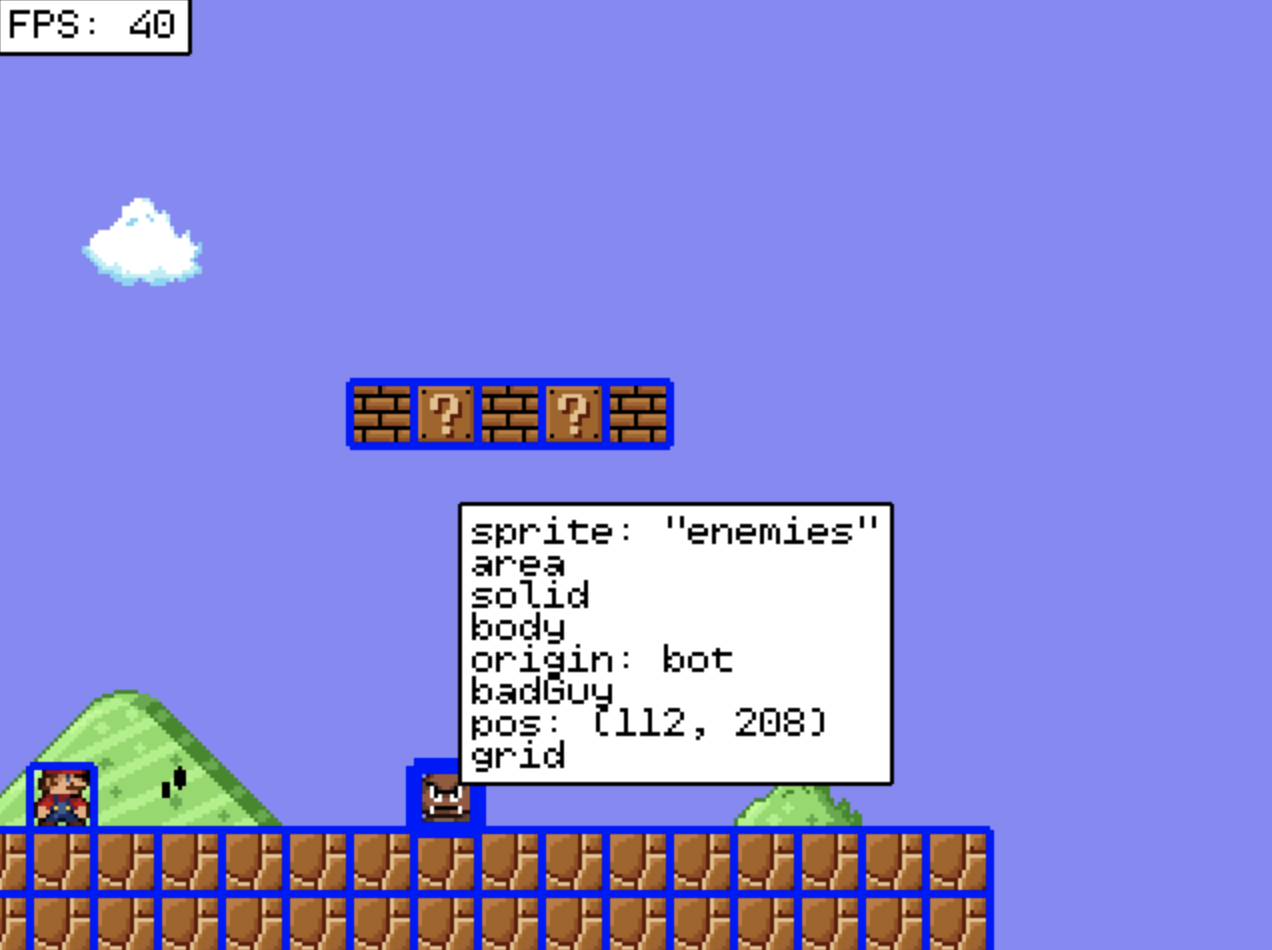 FPS: 40
? ?
sprite: "enemies"
area
solid
body
origin: bot
badGuy
pos: (112, 208)
grid